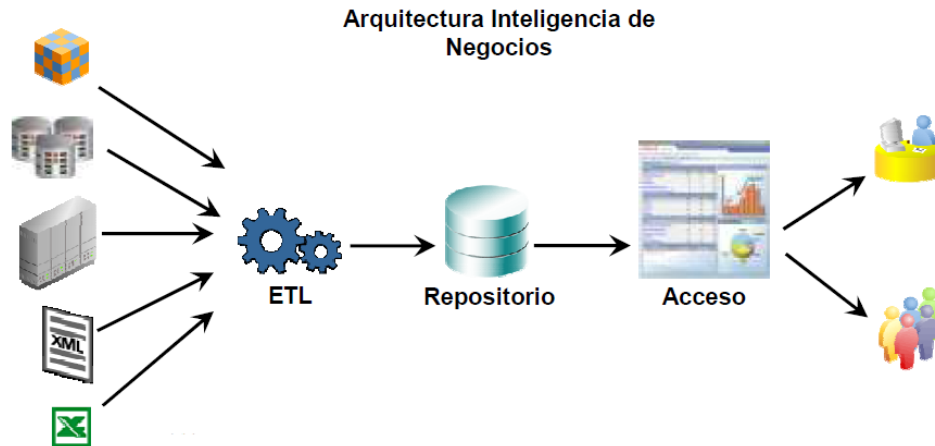 Arquitectura Inteligencia de
Negocios
XML
ETL
Repositorio
Acceso